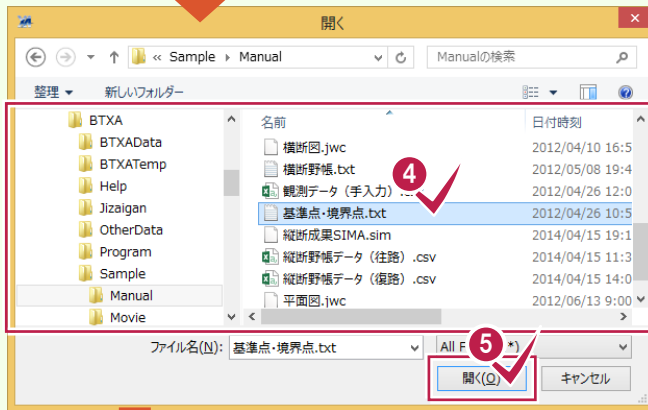 開く
« Sample ▸ Manual
Manualの検索
整理 ▼ 新しいフォルダー
BTXA
BTXAData
BTXATemp
Help
Jizaigan
OtherData
Program
Sample
Manual
Movie
名前 日付時刻
横断図.jwc 2012/04/10 16:5
横断野帳.txt 2012/05/08 19:4
観測データ（手入力） 2012/04/26 12:0
基準点・境界点.txt 2012/04/26 10:5
縦断成果SIMA.sim 2014/04/15 19:1
縦断野帳データ（往路）.csv 2014/04/15 11:3
縦断野帳データ（復路）.csv 2014/04/15 14:0
平面図.jwc 2012/06/13 9:00
4
ファイル名(N): 基準点・境界点.txt All F *)
5
開く(O) キャンセル